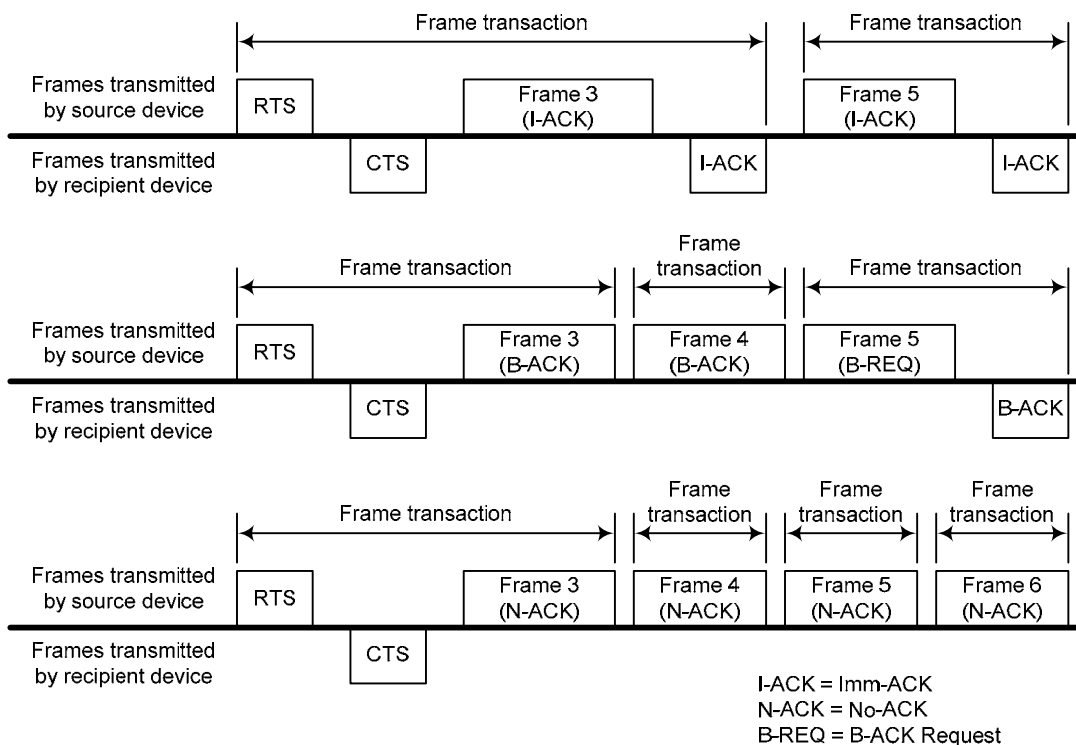 Frame transaction
Frame transaction
Frames transmitted
by source device
RTS
Frame 3
(I-ACK)
Frame 5
(I-ACK)
Frames transmitted
by recipient device
CTS
I-ACK
I-ACK
Frame transaction
Frame
transaction
Frame transaction
Frames transmitted
by source device
RTS
Frame 3
(B-ACK)
Frame 4
(B-ACK)
Frame 5
(B-REQ)
Frames transmitted
by recipient device
CTS
B-ACK
Frame transaction
Frame
transaction
Frame
transaction
Frame
transaction
Frames transmitted
by source device
RTS
Frame 3
(N-ACK)
Frame 4
(N-ACK)
Frame 5
(N-ACK)
Frame 6
(N-ACK)
Frames transmitted
by recipient device
CTS
I-ACK = Imm-ACK
N-ACK = No-ACK
B-REQ = B-ACK Request